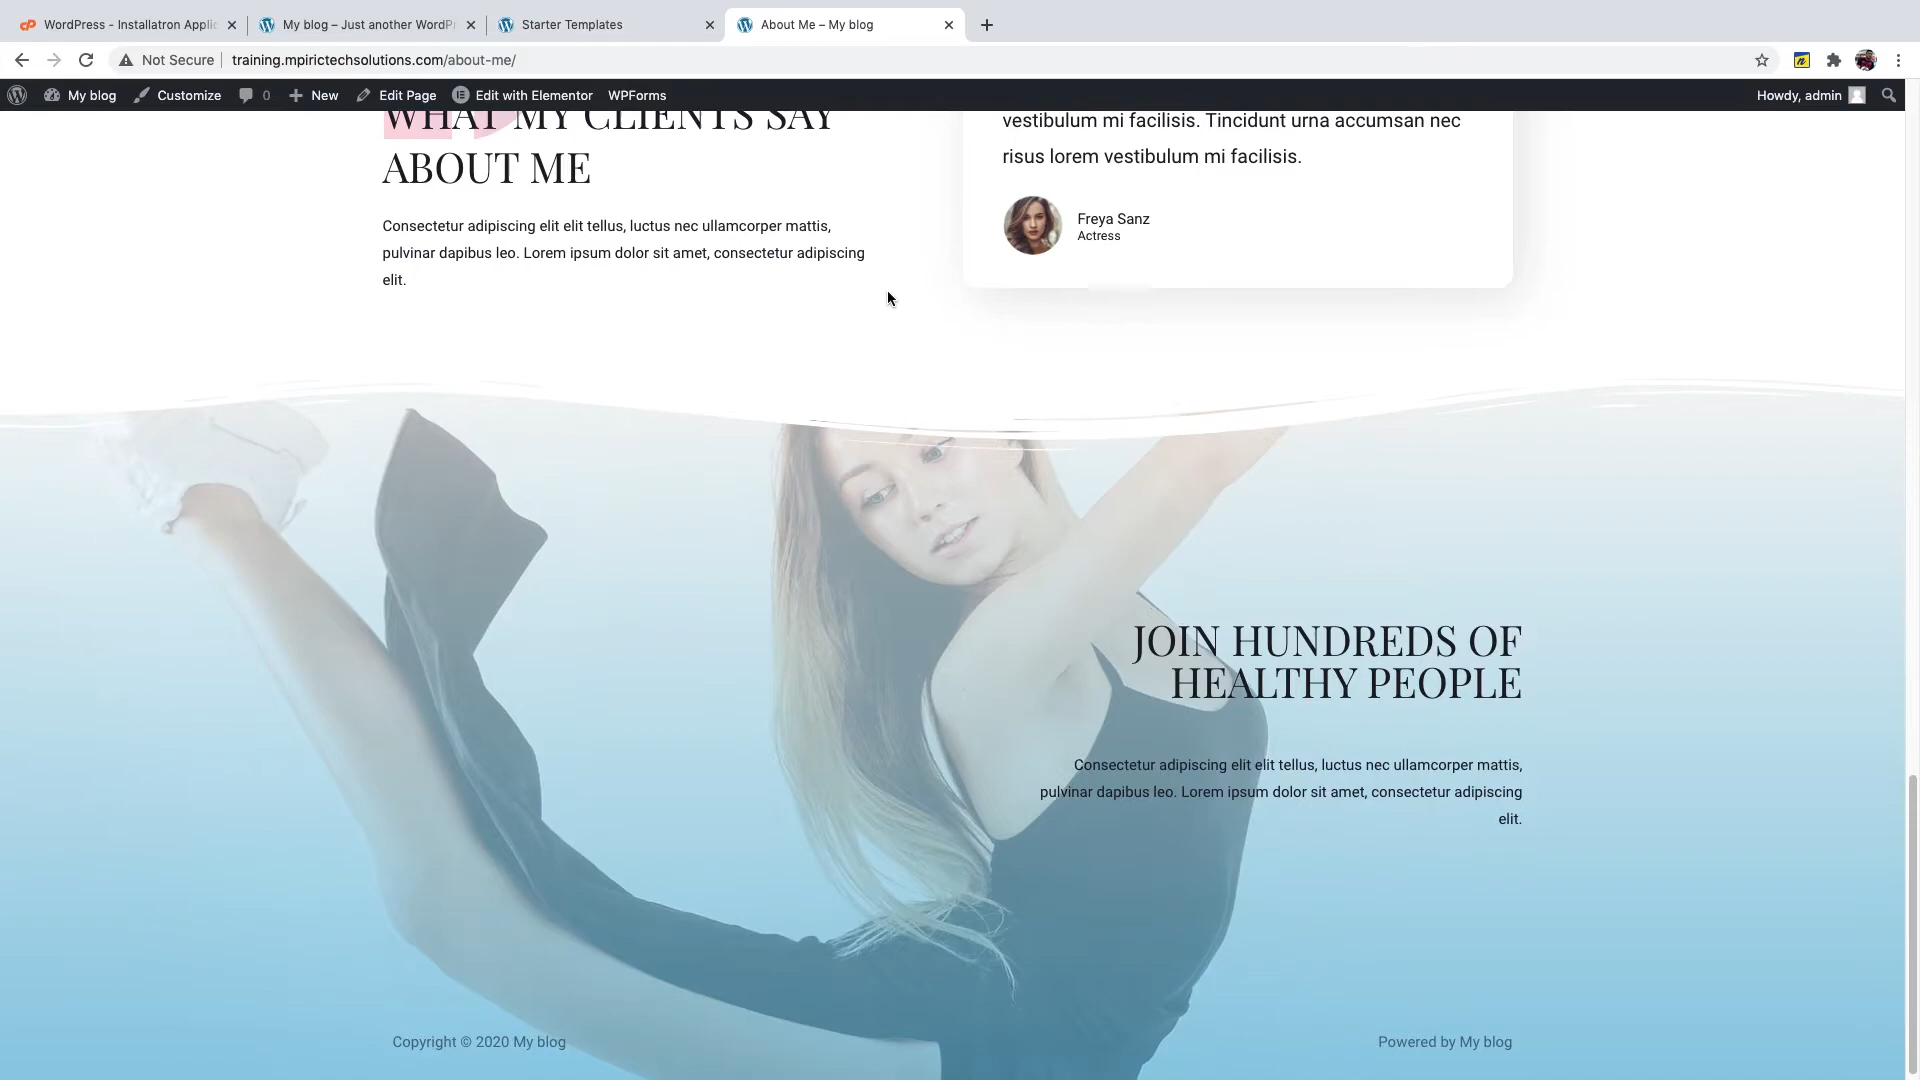 WordPress - Installatron Applic
My blog – Just another WordPr
Starter Templates
About Me – My blog
Not Secure
training.mpirictechsolutions.com/about-me/
My blog
Customize
0
New
Edit Page
Edit with Elementor
WPForms
Howdy, admin
WHAT MY CLIENTS SAY
ABOUT ME
Consectetur adipiscing elit elit tellus, luctus nec ullamcorper mattis,
pulvinar dapibus leo. Lorem ipsum dolor sit amet, consectetur adipiscing
elit.
vestibulum mi facilisis. Tincidunt urna accumsan nec
risus lorem vestibulum mi facilisis.
Freya Sanz
Actress
JOIN HUNDREDS OF
HEALTHY PEOPLE
Consectetur adipiscing elit elit tellus, luctus nec ullamcorper mattis,
pulvinar dapibus leo. Lorem ipsum dolor sit amet, consectetur adipiscing
elit.
Copyright © 2020 My blog
Powered by My blog